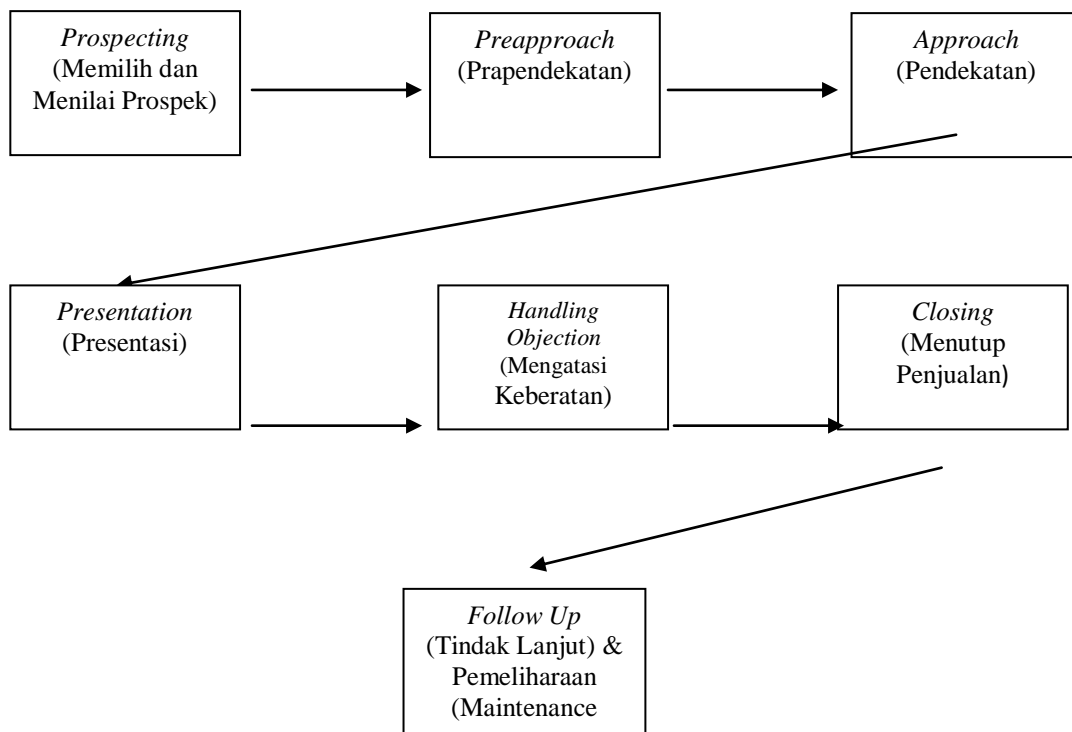 Prospecting
(Memilih dan
Menilai Prospek)
Preapproach
(Prapendekatan)
Approach
(Pendekatan)
Presentation
(Presentasi)
Handling
Objection
(Mengatasi
Keberatan)
Closing
(Menutup
Penjualan)
Follow Up
(Tindak Lanjut) &
Pemeliharaan
(Maintenance